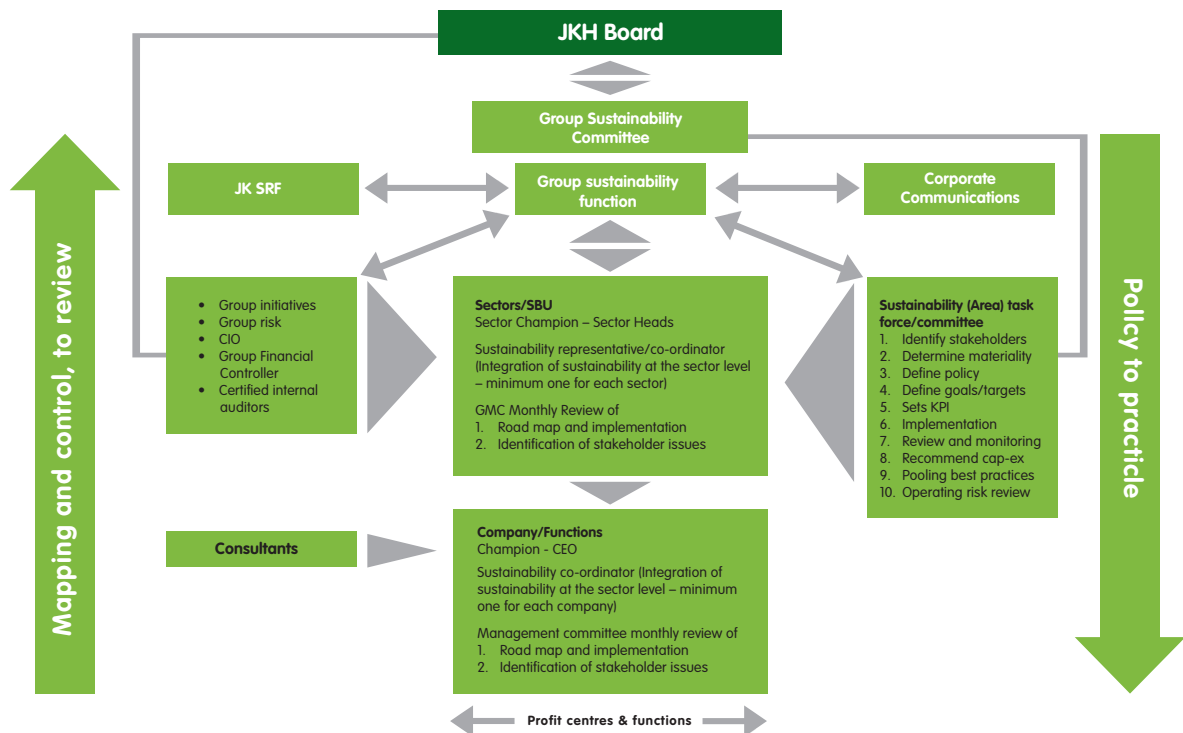 JKH Board
Group Sustainability
Committee
JK SRF
Group sustainability
function
Corporate
Communications
Mapping and control, to review
• Group initiatives
• Group risk
• CIO
• Group Financial
Controller
• Certified internal
auditors
Sectors/SBU
Sector Champion – Sector Heads
Sustainability representative/co-ordinator
(Integration of sustainability at the sector level
– minimum one for each sector)
GMC Monthly Review of
1. Road map and implementation
2. Identification of stakeholder issues
Sustainability (Area) task
force/committee
1. Identify stakeholders
2. Determine materiality
3. Define policy
4. Define goals/targets
5. Sets KPI
6. Implementation
7. Review and monitoring
8. Recommend cap-ex
9. Pooling best practices
10. Operating risk review
Pollcy to practicle
Consultants
Company/Functions
Champion - CEO
Sustainability co-ordinator (Integration of
sustainability at the sector level – minimum
one for each company)
Management committee monthly review of
1. Road map and implementation
2. Identification of stakeholder issues
Profit centres & functions